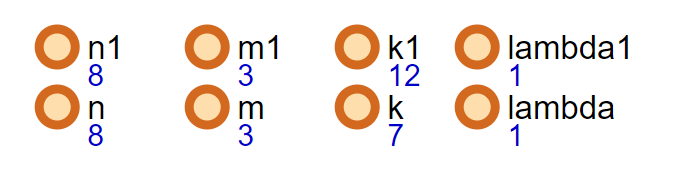 n1 m1 k1 lambda1
8 3 12 1
n m k lambda
8 3 7 1